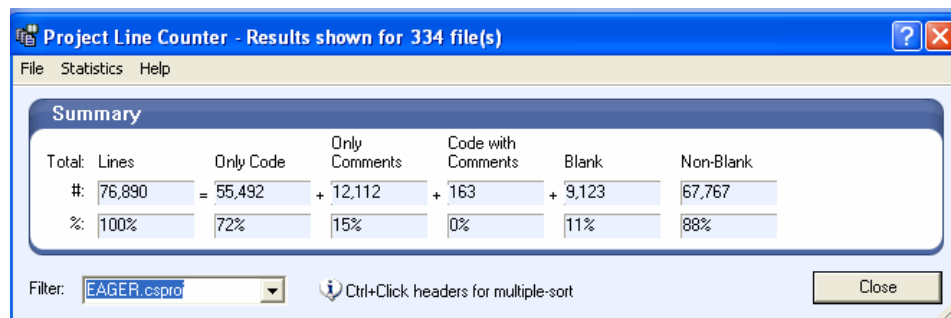 Project Line Counter - Results shown for 334 file(s)
File Statistics Help
Summary
Total: Lines Only Code Only Comments Code with Comments Blank Non-Blank
#: 76,890 = 55,492 + 12,112 + 163 + 9,123 67,767
%: 100% 72% 15% 0% 11% 88%
Filter: EAGER.csprof Ctrl+Click headers for multiple-sort Close